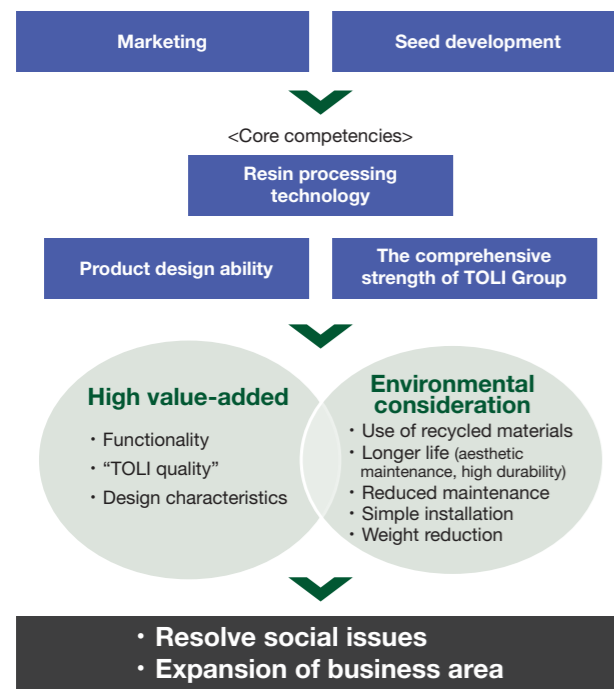 Marketing
Seed development
<Core competencies>
Resin processing
technology
Product design ability
The comprehensive
strength of TOLI Group
High value-added
・Functionality
・“TOLI quality”
・Design characteristics
Environmental
consideration
・Use of recycled materials
・Longer life (aesthetic
maintenance, high durability)
・Reduced maintenance
・Simple installation
・Weight reduction
・Resolve social issues
・Expansion of business area